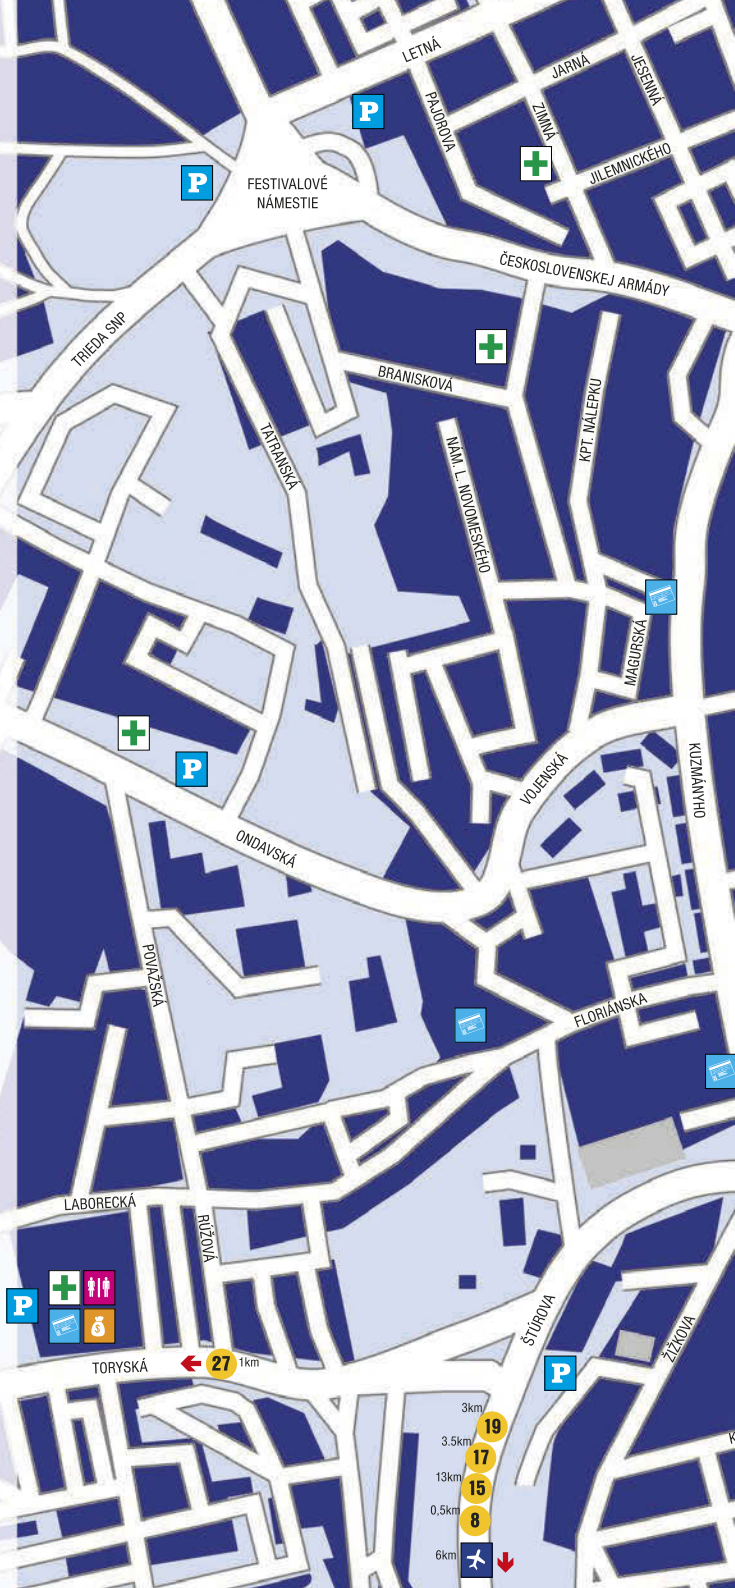 LETNÁ
JARNÁ
JESENNÁ
P
PAJOROVA
ZIMNÁ
JILEMNICKÉHO
P
FESTIVALOVÉ
NÁMESTIE
ČESKOSLOVENSKEJ ARMÁDY
TRIEDA SNP
BRANISKOVÁ
KPT. NÁLEPKU
TATRANSKÁ
NÁM. L. NOVOMESKÉHO
MAGURSKÁ
P
VOJENSKÁ
KUZMÁNYHO
ONDAVSKÁ
POVAŽSKÁ
FLORIÁNSKA
LABORECKÁ
RÚŽOVÁ
P
ŠTÚROVA
ŽIŽKOVA
TORYSKÁ
27 1km
P
3km 19
3.5km 17
13km 15
0,5km 8
6km
K